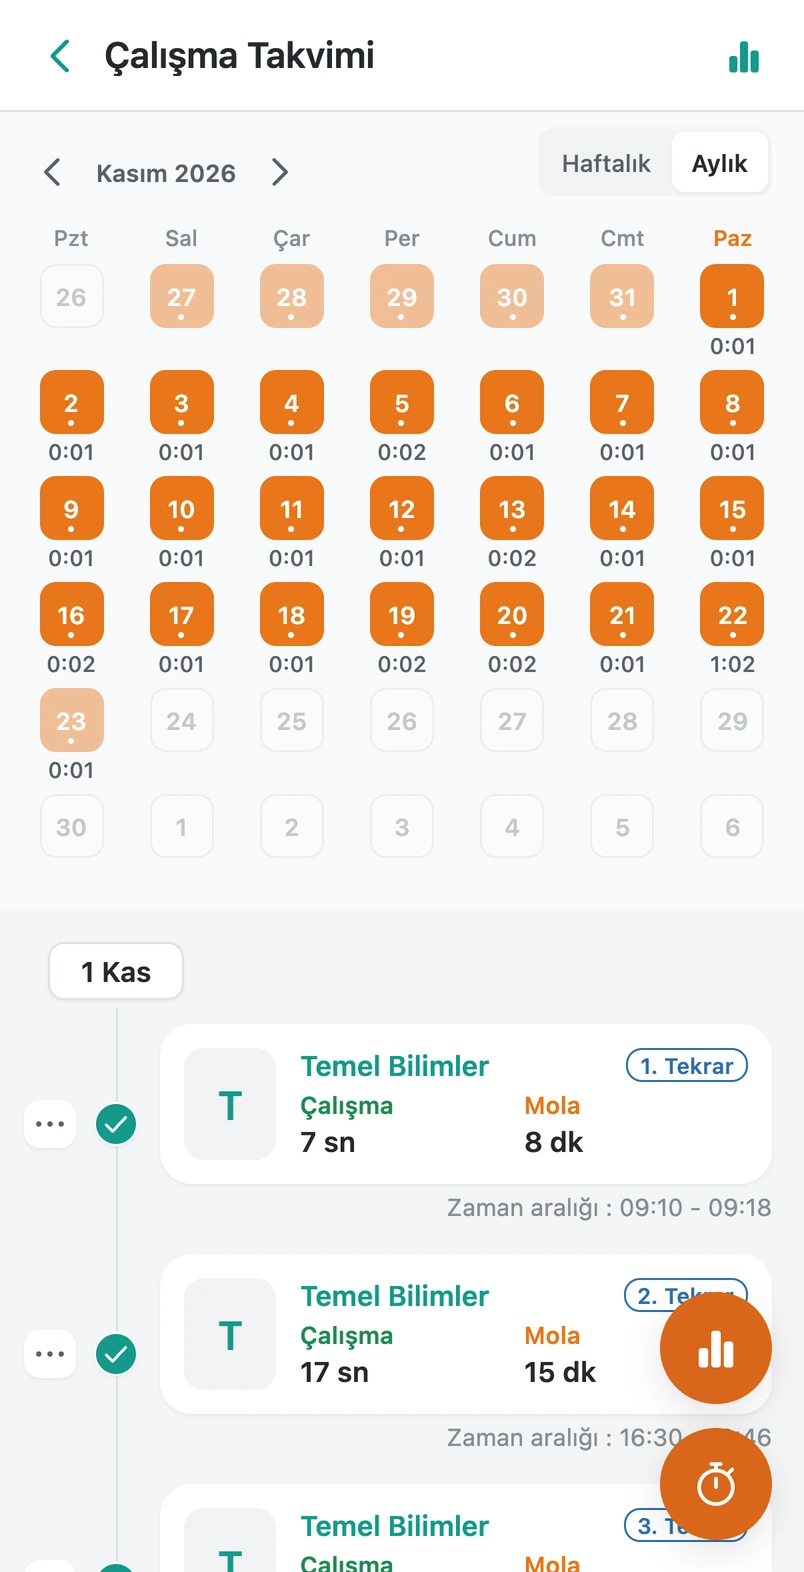 Çalışma Takvimi
Kasım 2026
Haftalık Aylık
Pzt Sal Çar Per Cum Cmt Paz
26 27 28 29 30 31 1
0:01
2 3 4 5 6 7 8
0:01 0:01 0:01 0:02 0:01 0:01 0:01
9 10 11 12 13 14 15
0:01 0:01 0:01 0:01 0:02 0:01 0:01
16 17 18 19 20 21 22
0:02 0:01 0:01 0:02 0:02 0:01 1:02
23 24 25 26 27 28 29
0:01
30 1 2 3 4 5 6
1 Kas
T
Temel Bilimler
1. Tekrar
Çalışma Mola
7 sn 8 dk
Zaman aralığı : 09:10 - 09:18
T
Temel Bilimler
2. Tekrar
Çalışma Mola
17 sn 15 dk
Zaman aralığı : 16:30 46
T
Temel Bilimler
3.
Çalışma Mola